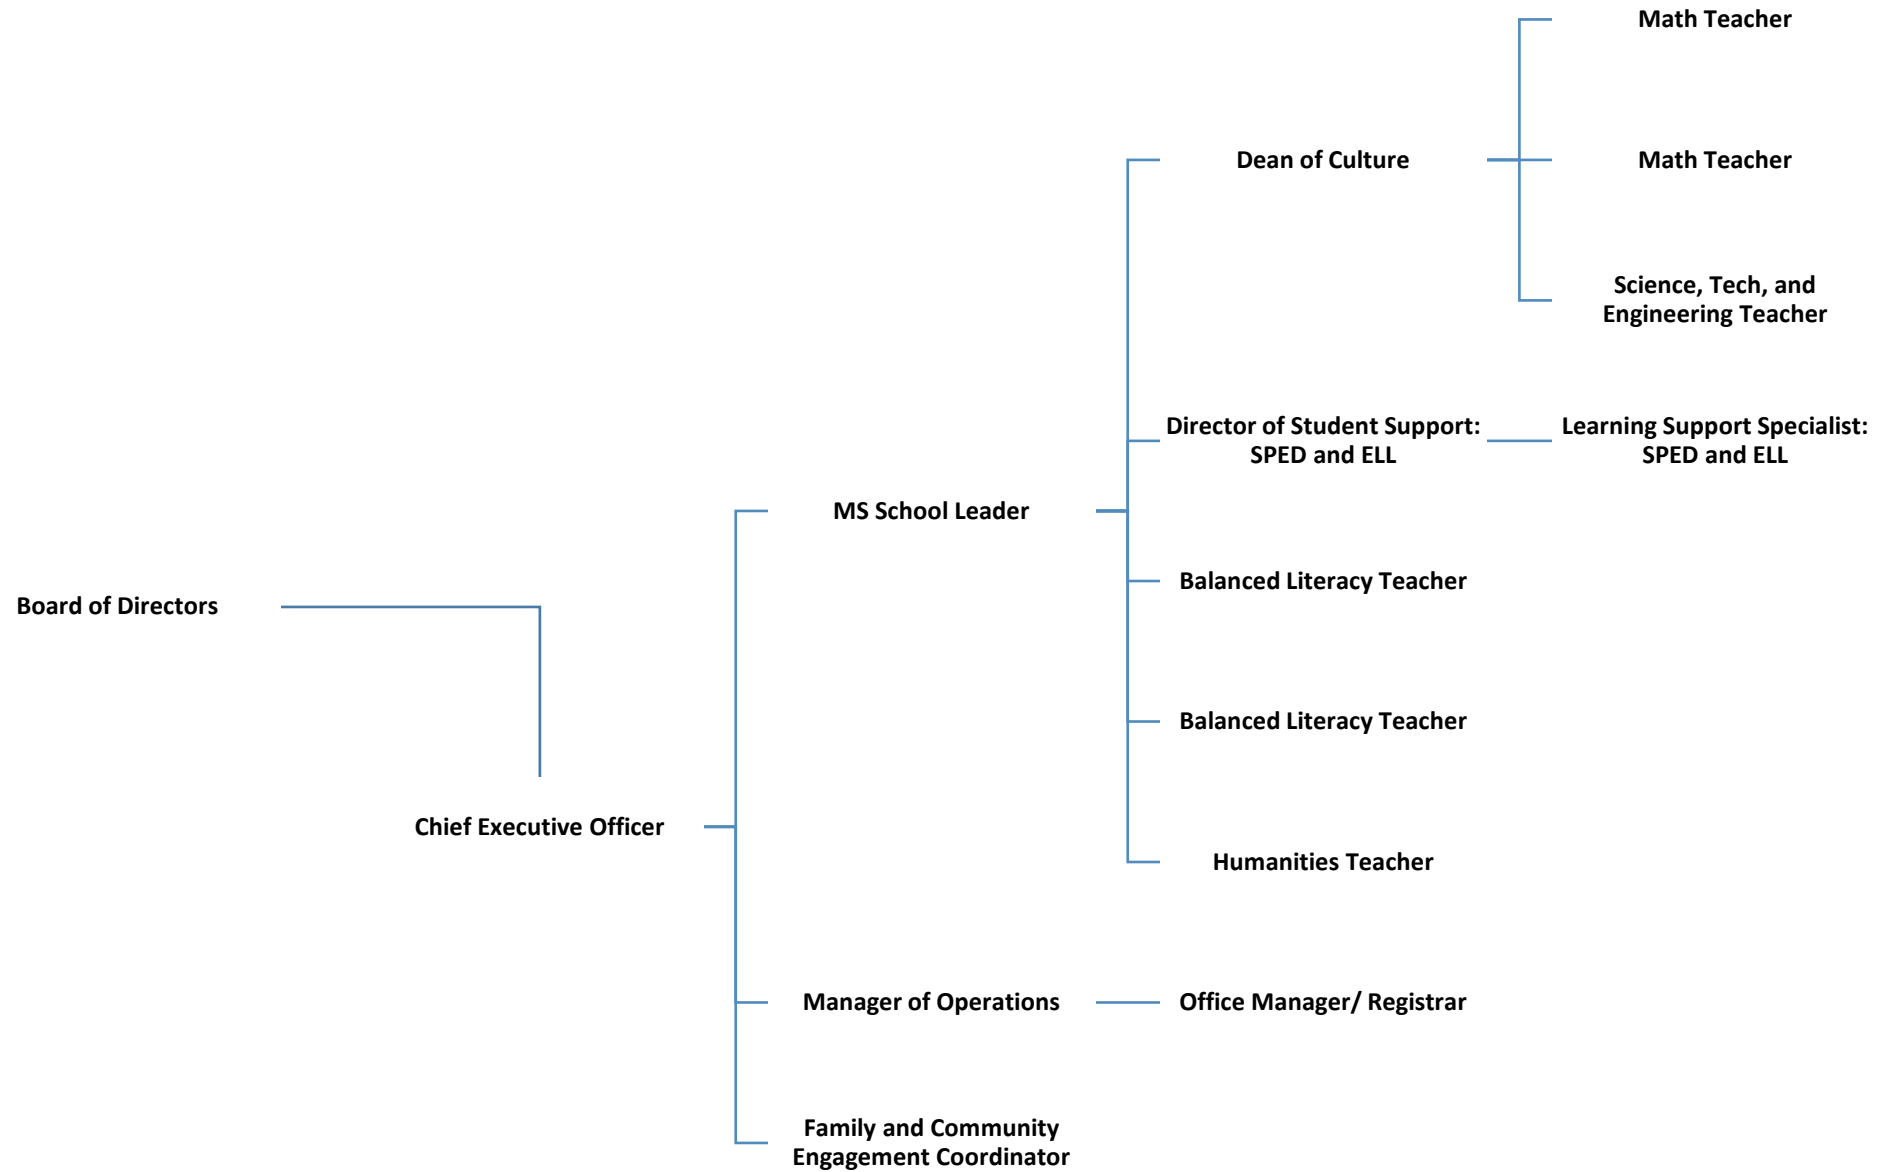 Math Teacher
Dean of Culture
Math Teacher
Science, Tech, and
Engineering Teacher
Director of Student Support:
SPED and ELL
Learning Support Specialist:
SPED and ELL
MS School Leader
Balanced Literacy Teacher
Board of Directors
Balanced Literacy Teacher
Chief Executive Officer
Humanities Teacher
Manager of Operations
Office Manager/ Registrar
Family and Community
Engagement Coordinator